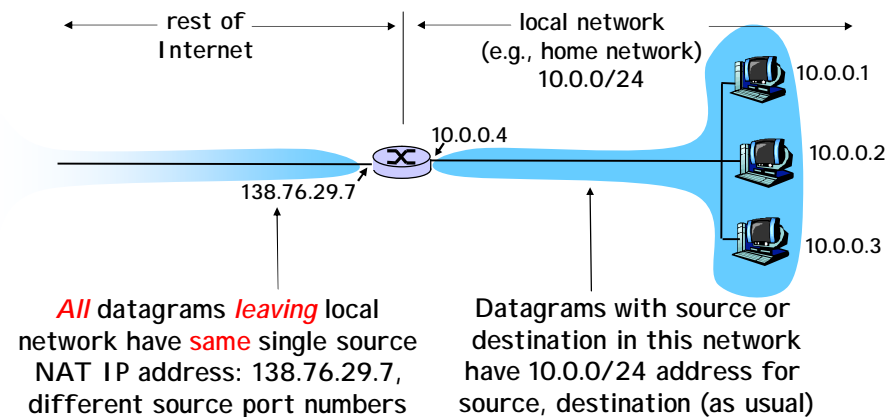 rest of
Internet
local network
(e.g., home network)
10.0.0/24
10.0.0.1
10.0.0.4
10.0.0.2
138.76.29.7
10.0.0.3
All datagrams leaving local
network have same single source
NAT IP address: 138.76.29.7,
different source port numbers
Datagrams with source or
destination in this network
have 10.0.0/24 address for
source, destination (as usual)